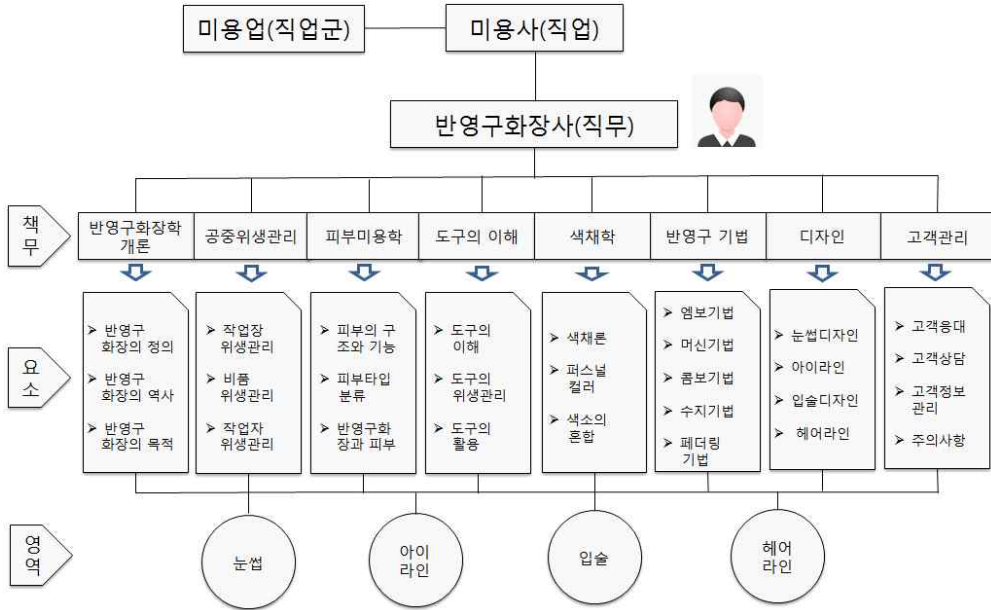 미용업(직업군)
미용사(직업)
반영구화장사(직무)
책
무
반영구화장학
개론
공중위생관리
피부미용학
도구의 이해
색채학
반영구 기법
디자인
고객관리
요
소
➢ 반영구
화장의 정의
➢ 반영구
화장의 역사
➢ 반영구
화장의 목적
➢ 작업장
위생관리
➢ 비품
위생관리
➢ 작업자
위생관리
➢ 피부의 구
조와 기능
➢ 피부타입
분류
➢ 반영구화
장과 피부
➢ 도구의
이해
➢ 도구의
위생관리
➢ 도구의
활용
➢ 색채론
➢ 퍼스널
컬러
➢ 색소의
혼합
➢ 엠보기법
➢ 머신기법
➢ 콤보기법
➢ 수지기법
➢ 페더링
기법
➢ 눈썹디자인
➢ 아이라인
➢ 입술디자인
➢ 헤어라인
➢ 고객응대
➢ 고객상담
➢ 고객정보
관리
➢ 주의사항
영
역
눈썹
아이
라인
입술
헤어
라인